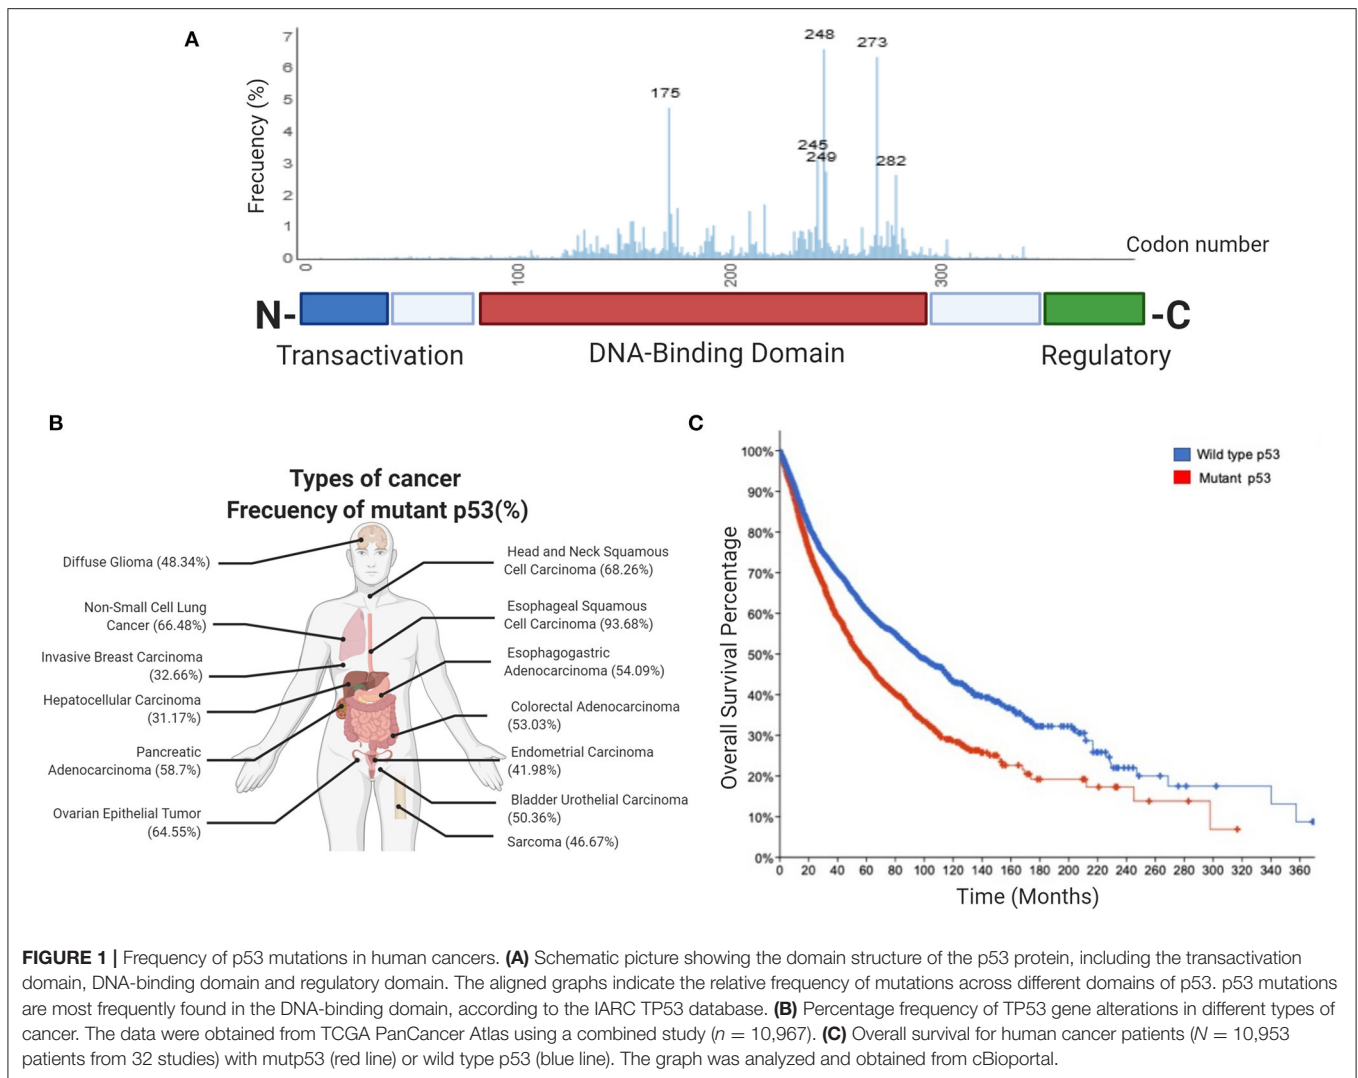 A
Frecuency (%)
7
6
5
4
3
2
1
0
175
245
248
249
273
282
Codon number
0
100
200
300
N-
-C
Transactivation
DNA-Binding Domain
Regulatory
B
Types of cancer
Frecuency of mutant p53(%)
Diffuse Glioma (48.34%)
Non-Small Cell Lung
Cancer (66.48%)
Invasive Breast Carcinoma
(32.66%)
Hepatocellular Carcinoma
(31.17%)
Pancreatic
Adenocarcinoma (58.7%)
Ovarian Epithelial Tumor
(64.55%)
Head and Neck Squamous
Cell Carcinoma (68.26%)
Esophageal Squamous
Cell Carcinoma (93.68%)
Esophagogastric
Adenocarcinoma (54.09%)
Colorectal Adenocarcinoma
(53.03%)
Endometrial Carcinoma
(41.98%)
Bladder Urothelial Carcinoma
(50.36%)
Sarcoma (46.67%)
C
Overall Survival Percentage
100%
90%
80%
70%
60%
50%
40%
30%
20%
10%
0%
Wild type p53
Mutant p53
0 20 40 60 80 100 120 140 160 180 200 220 240 260 280 300 320 340 360
Time (Months)
FIGURE 1 | Frequency of p53 mutations in human cancers. (A) Schematic picture showing the domain structure of the p53 protein, including the transactivation
domain, DNA-binding domain and regulatory domain. The aligned graphs indicate the relative frequency of mutations across different domains of p53. p53 mutations
are most frequently found in the DNA-binding domain, according to the IARC TP53 database. (B) Percentage frequency of TP53 gene alterations in different types of
cancer. The data were obtained from TCGA PanCancer Atlas using a combined study (n = 10,967). (C) Overall survival for human cancer patients (N = 10,953
patients from 32 studies) with mutp53 (red line) or wild type p53 (blue line). The graph was analyzed and obtained from cBioportal.